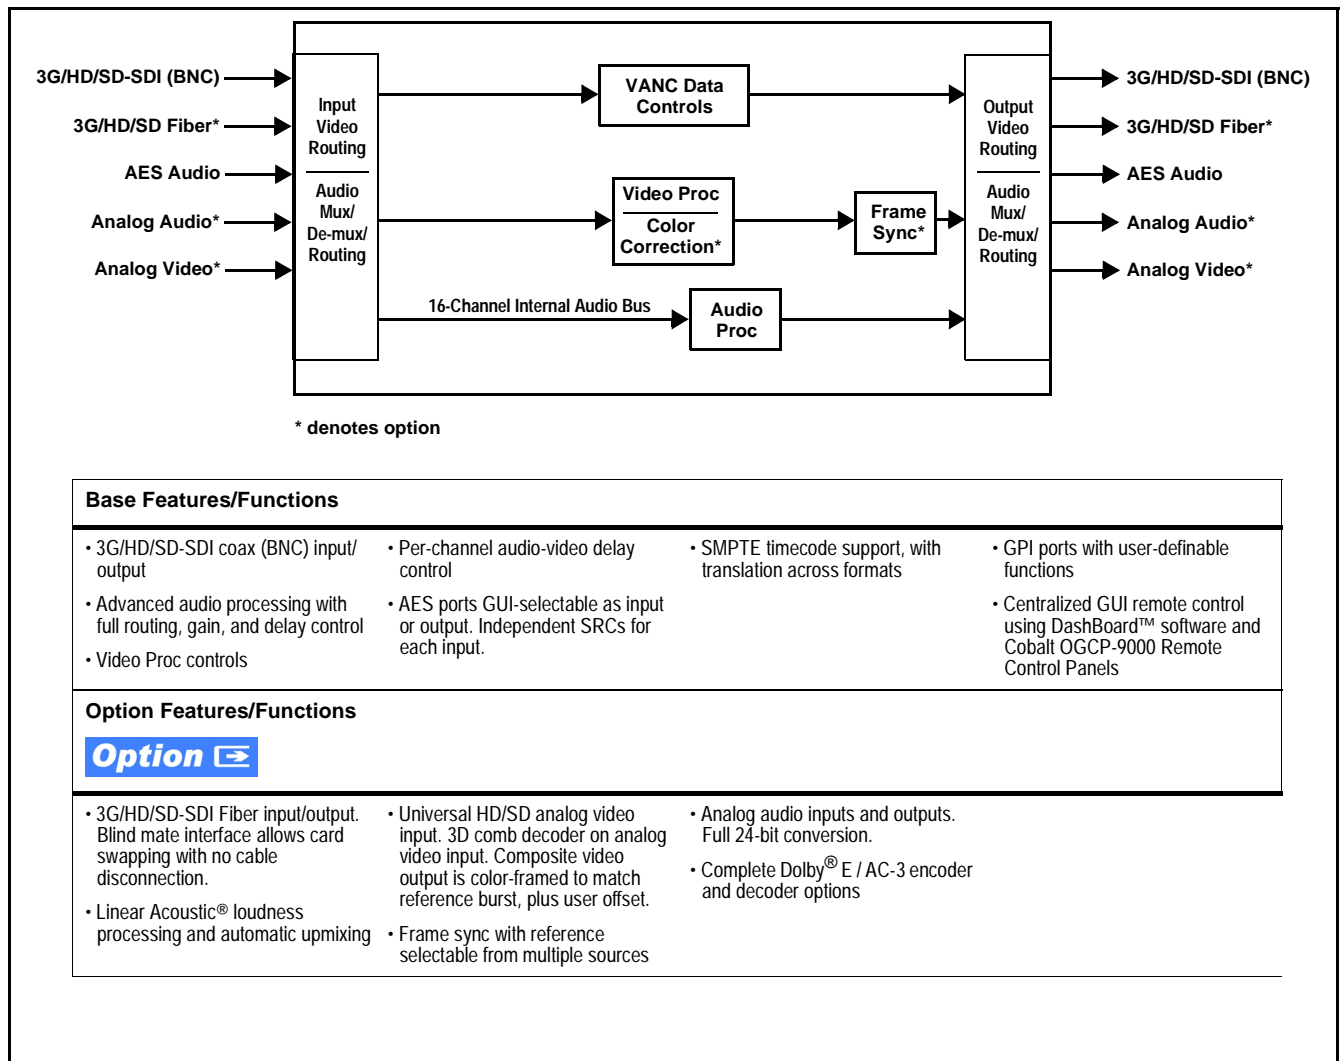 3G/HD/SD-SDI (BNC)
3G/HD/SD Fiber*
AES Audio
Analog Audio*
Analog Video*
Input
Video
Routing
Audio
Mux/
De-mux/
Routing
VANC Data
Controls
Video Proc
Color
Correction*
Frame
Sync*
16-Channel Internal Audio Bus
Audio
Proc
Output
Video
Routing
Audio
Mux/
De-mux/
Routing
3G/HD/SD-SDI (BNC)
3G/HD/SD Fiber*
AES Audio
Analog Audio*
Analog Video*
* denotes option
Base Features/Functions
• 3G/HD/SD-SDI coax (BNC) input/
output
• Advanced audio processing with
full routing, gain, and delay control
• Video Proc controls
• Per-channel audio-video delay
control
• AES ports GUI-selectable as input
or output. Independent SRCs for
each input.
• SMPTE timecode support, with
translation across formats
• GPI ports with user-definable
functions
• Centralized GUI remote control
using DashBoard™ software and
Cobalt OGCP-9000 Remote
Control Panels
Option Features/Functions
Option
• 3G/HD/SD-SDI Fiber input/output.
Blind mate interface allows card
swapping with no cable
disconnection.
• Linear Acoustic® loudness
processing and automatic upmixing
• Universal HD/SD analog video
input. 3D comb decoder on analog
video input. Composite video
output is color-framed to match
reference burst, plus user offset.
• Frame sync with reference
selectable from multiple sources
• Analog audio inputs and outputs.
Full 24-bit conversion.
• Complete Dolby® E / AC-3 encoder
and decoder options